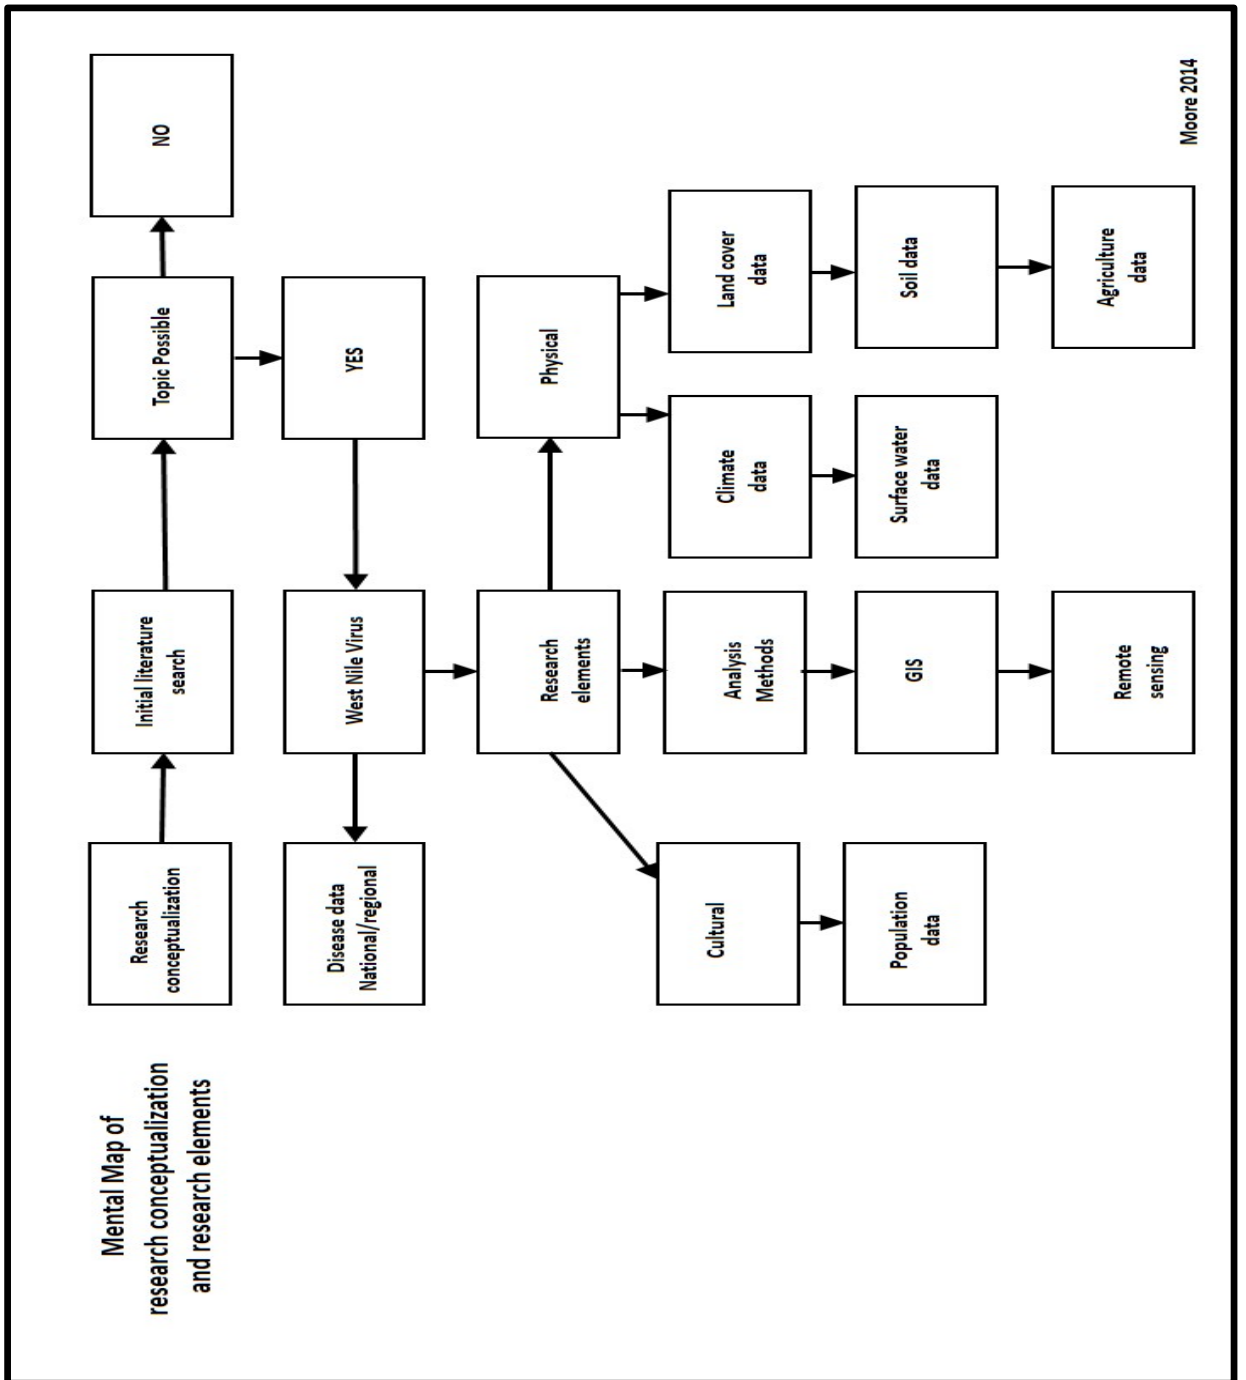 Mental Map of
research conceptualization
and research elements
Research
conceptualization
Initial literature
search
Topic Possible
NO
Disease data
National/regional
West Nile Virus
YES
Research
elements
Physical
Cultural
Analysis
Methods
Climate
data
Land cover
data
Population
data
GIS
Surface water
data
Soil data
Remote
sensing
Agriculture
data
Moore 2014